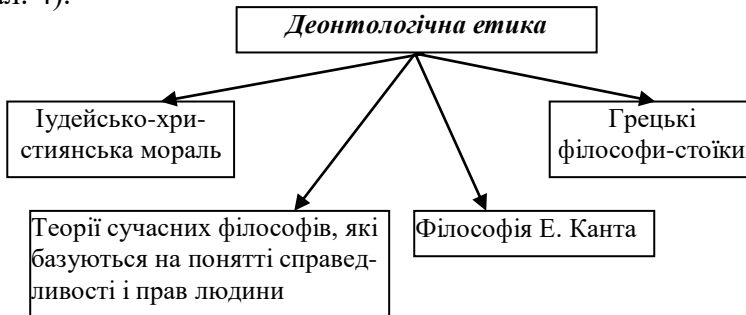 ал. 4).
Деонтологічна етика
Іудейсько-хри-
стиянська мораль
Грецькі
філософи-стоїки
Теорії сучасних філософів, які
базуються на понятті справед-
ливості і прав людини
Філософія Е. Канта